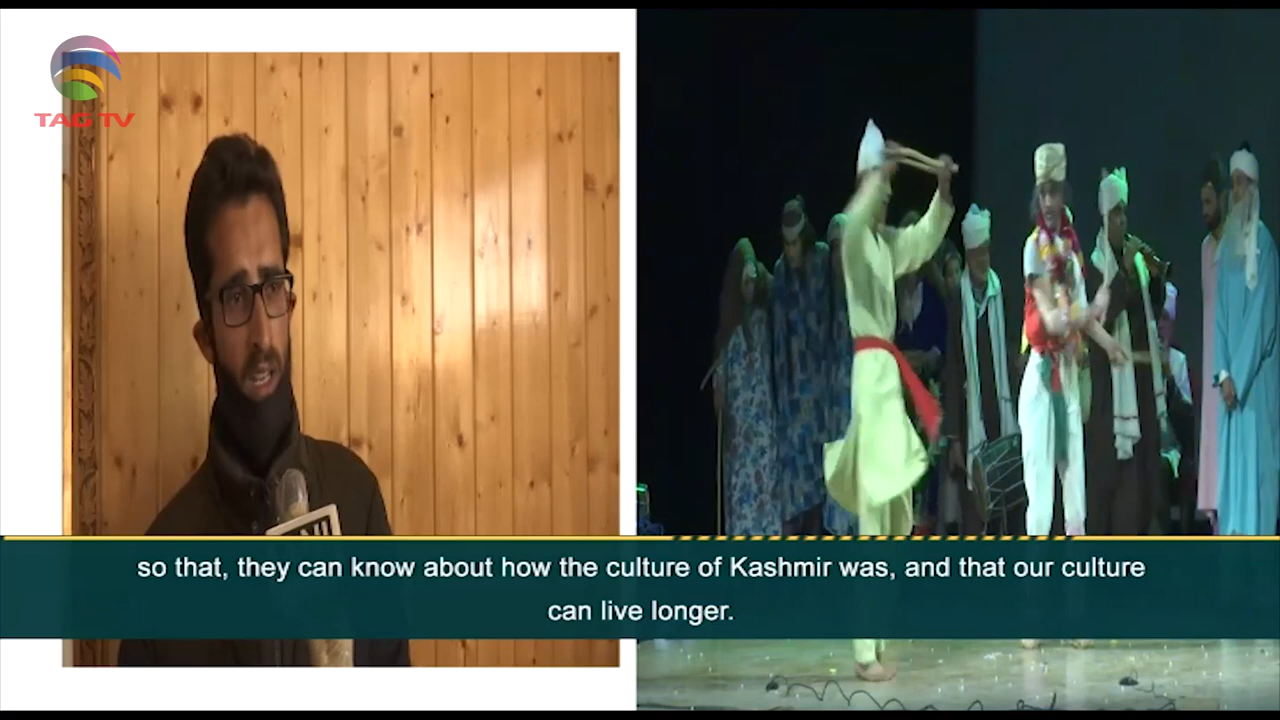 TAG TV
so that, they can know about how the culture of Kashmir was, and that our culture
can live longer.